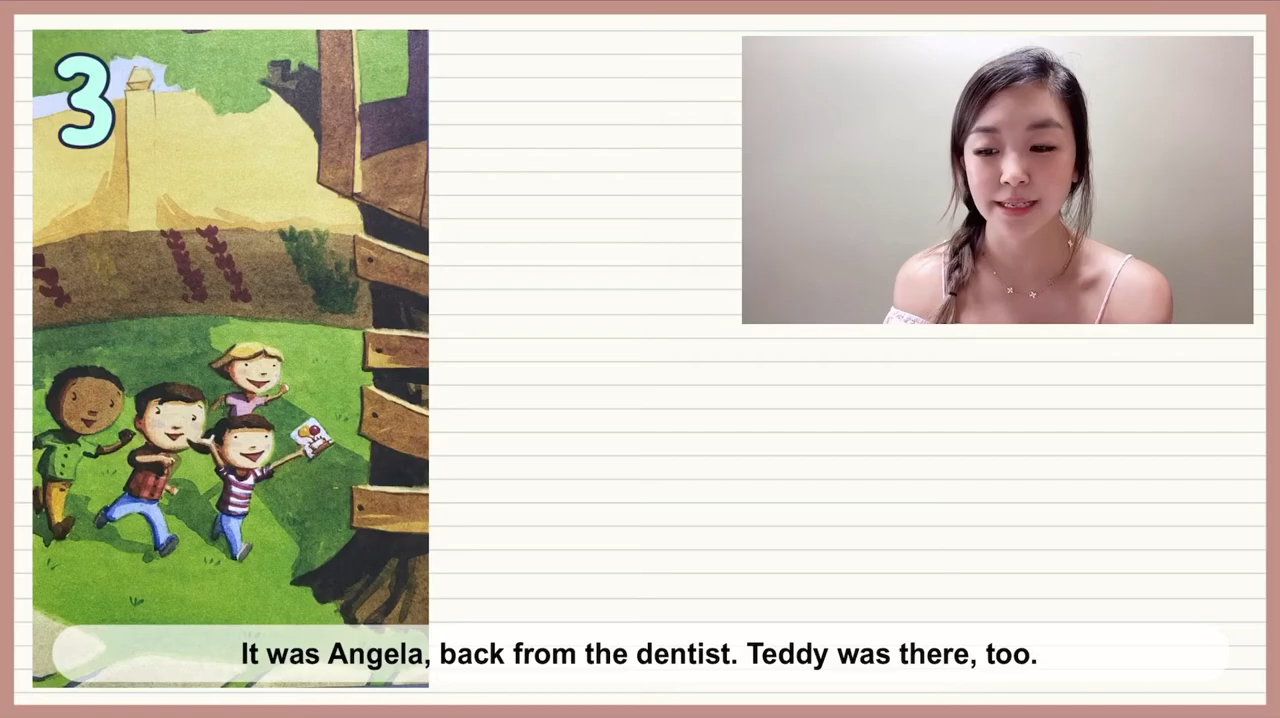 3
It was Angela, back from the dentist. Teddy was there, too.